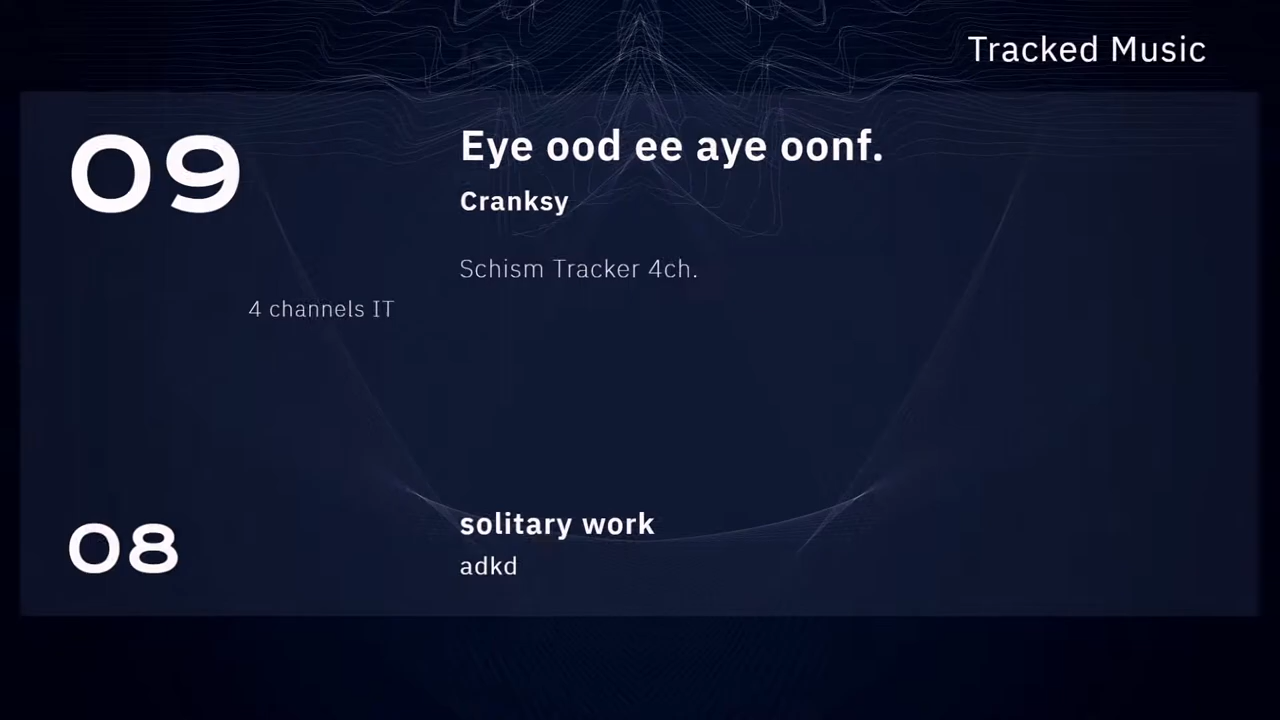 Tracked Music
09
Eye ood ee aye oonf.
Cranksy
Schism Tracker 4ch.
4 channels IT
08
solitary work
adkd